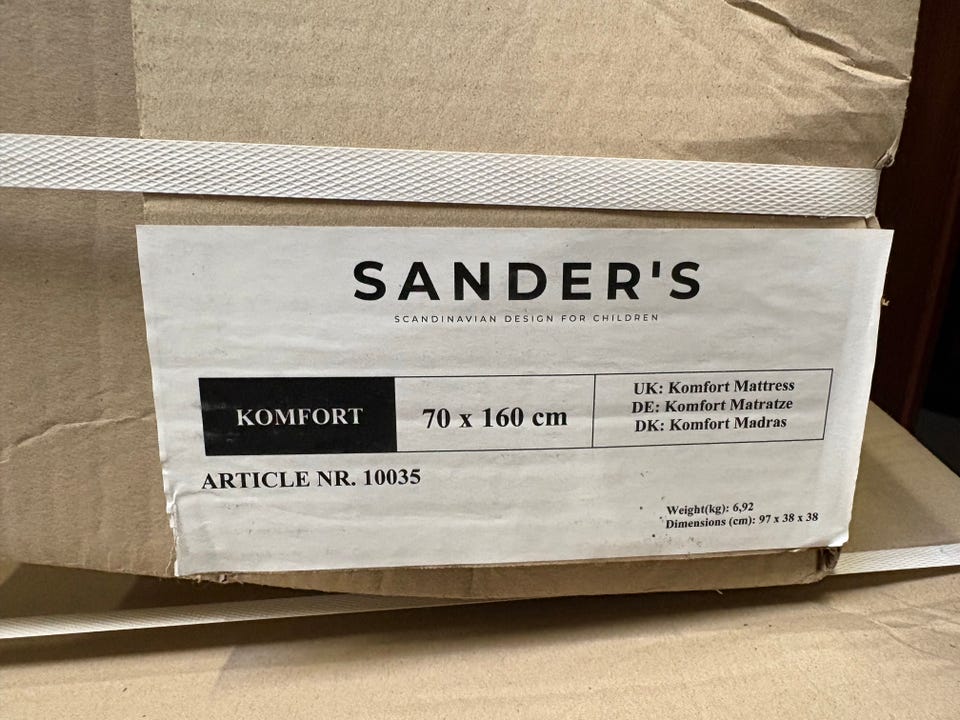 SANDER'S
SCANDINAVIAN DESIGN FOR CHILDREN
KOMFORT
70 x 160 cm
UK: Komfort Mattress
DE: Komfort Matratze
DK: Komfort Madras
ARTICLE NR. 10035
Weight(kg): 6,92
Dimensions (cm): 97 x 38 x 38